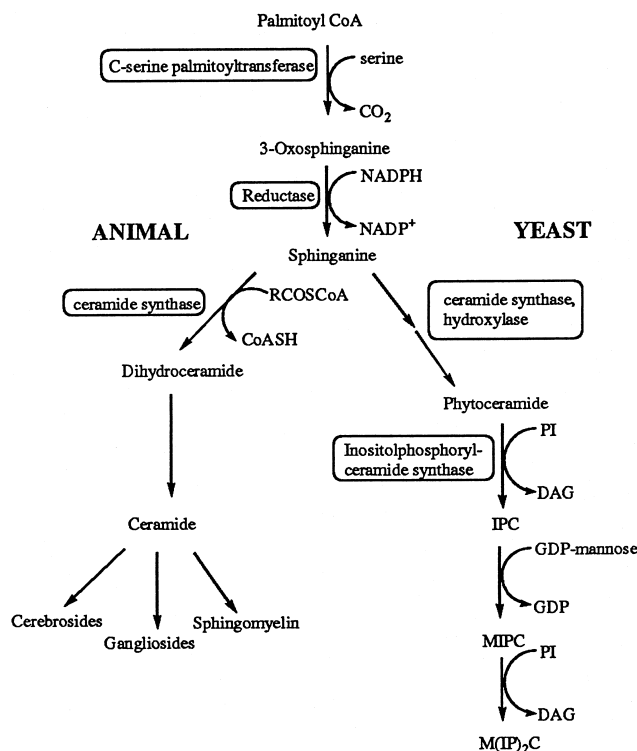 Palmitoyl CoA
C-serine palmitoyltransferase
serine
CO2
3-Oxosphinganine
NADPH
Reductase
NADP+
ANIMAL
YEAST
Sphinganine
ceramide synthase
RCOSCoA
CoASH
ceramide synthase,
hydroxylase
Dihydroceramide
Phytoceramide
PI
Inositolphosphoryl-
ceramide synthase
DAG
Ceramide
IPC
GDP-mannose
GDP
Cerebrosides
Sphingomyelin
Gangliosides
MIPC
PI
DAG
M(IP)2C